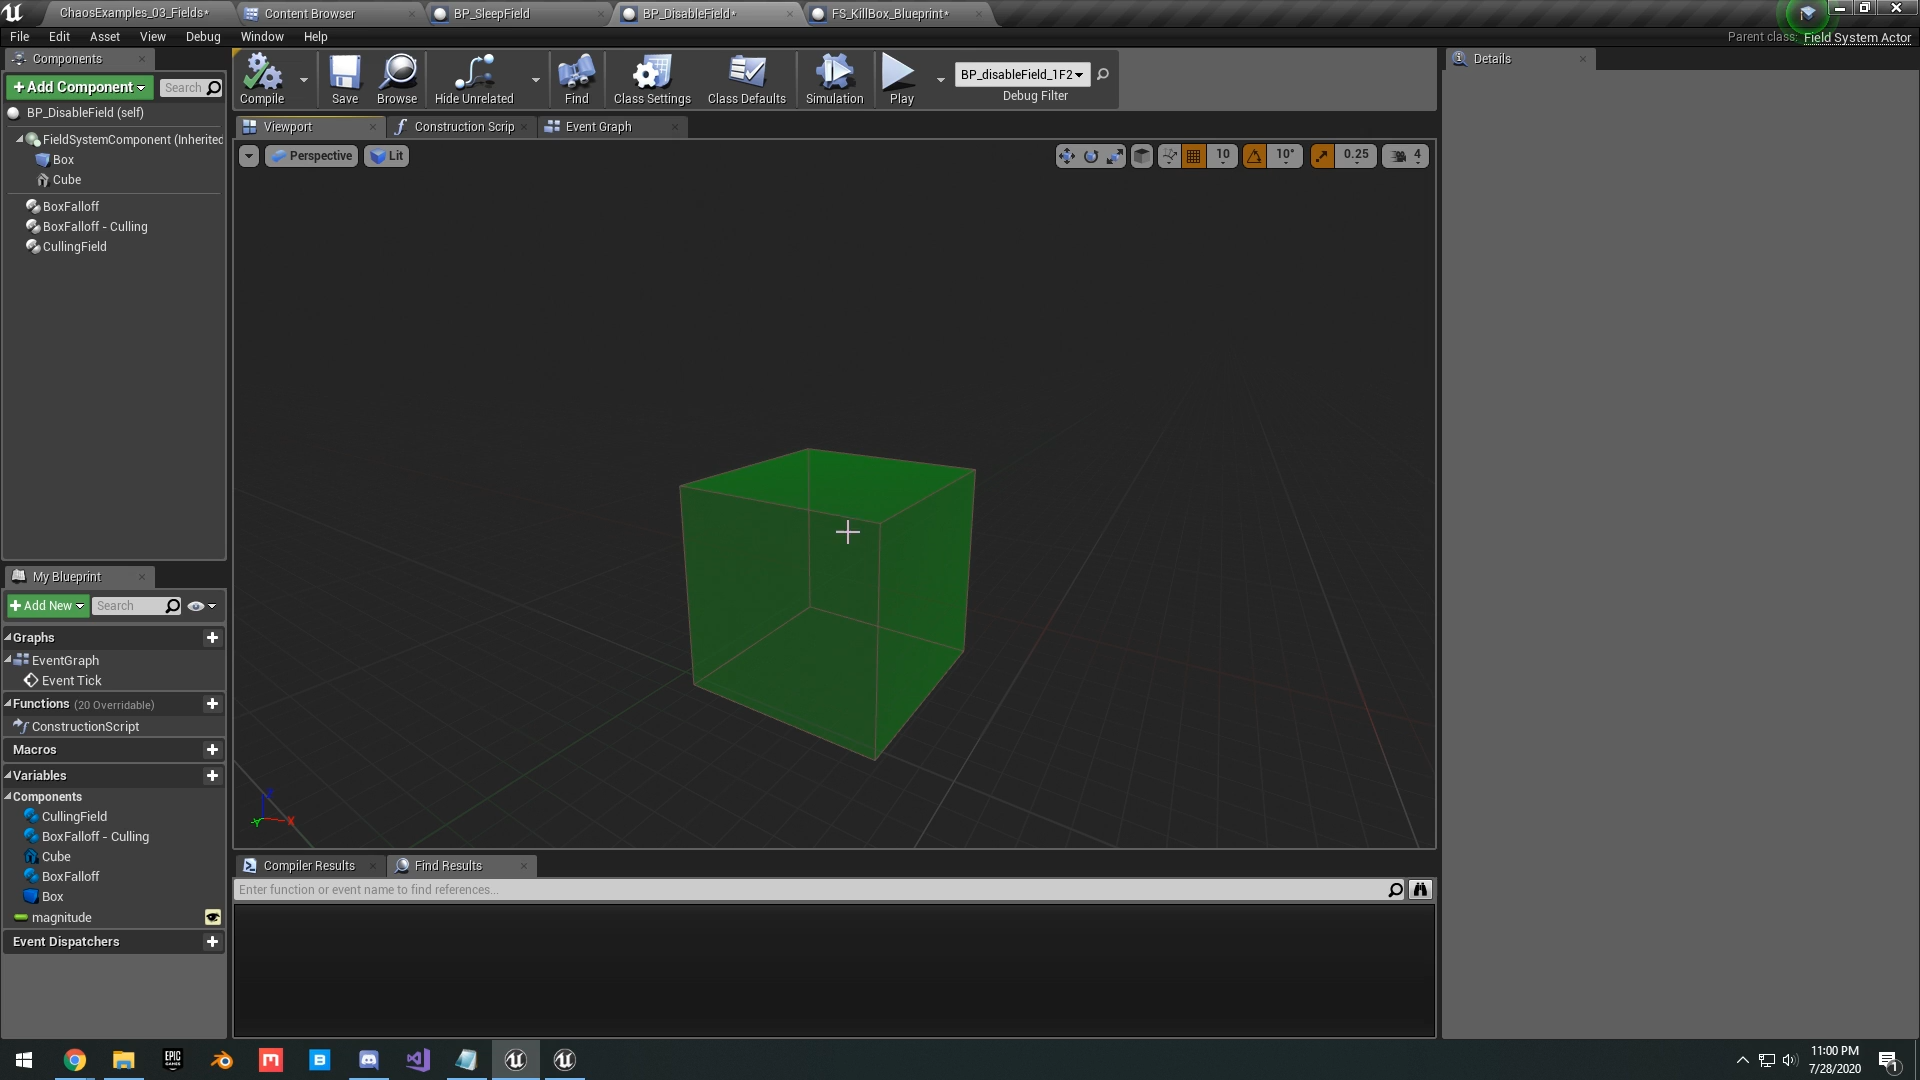 ChaosExamples_03_Fields*
Content Browser
BP_SleepField
BP_DisableField*
FS_KillBox_Blueprint*
File
Edit
Asset
View
Debug
Window
Help
Parent class: Field System Actor
Components
+ Add Component
Search
BP_DisableField (self)
FieldSystemComponent (Inherited
Box
Cube
BoxFalloff
BoxFalloff - Culling
CullingField
Compile
Save
Browse
Hide Unrelated
Find
Class Settings
Class Defaults
Simulation
Play
BP_disableField_1F2
Debug Filter
Details
Viewport
Construction Scrip
Event Graph
Perspective
Lit
10
10°
0.25
4
X
Y
My Blueprint
+ Add New
Search
Graphs
EventGraph
Event Tick
Functions (20 Overridable)
ConstructionScript
Macros
Variables
Components
CullingField
BoxFalloff - Culling
Cube
BoxFalloff
Box
magnitude
Event Dispatchers
Compiler Results
Find Results
Enter function or event name to find references...
EPIC
GAMES
B
11:00 PM
7/28/2020
1